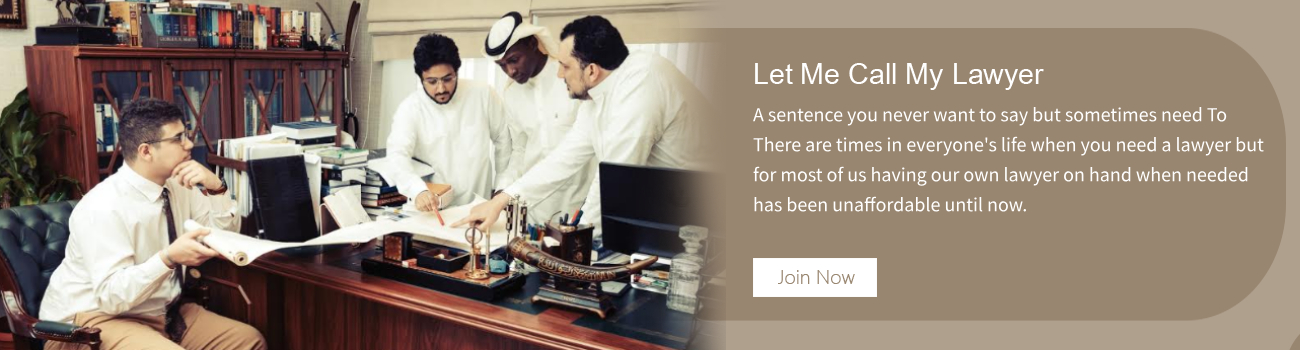 Let Me Call My Lawyer
A sentence you never want to say but sometimes need To
There are times in everyone's life when you need a lawyer but
for most of us having our own lawyer on hand when needed
has been unaffordable until now.
Join Now